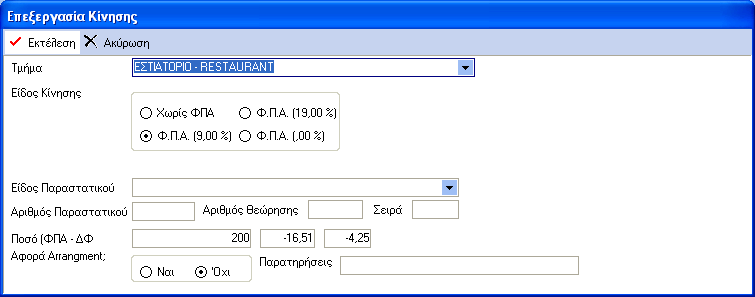 Επεξεργασία Κίνησης
Εκτέλεση Ακύρωση
Τμήμα ΕΣΤΙΑΤΟΡΙΟ - RESTAURANT
Είδος Κίνησης
Χωρίς ΦΠΑ Φ.Π.Α. (19,00 %)
Φ.Π.Α. (9,00 %) Φ.Π.Α. (,00 %)
Είδος Παραστατικού
Αριθμός Παραστατικού Αριθμός Θεώρησης Σειρά
Ποσό (ΦΠΑ - ΔΦ 200 -16,51 -4,25
Αφορά Arrangment; Ναι 'Όχι Παρατηρήσεις